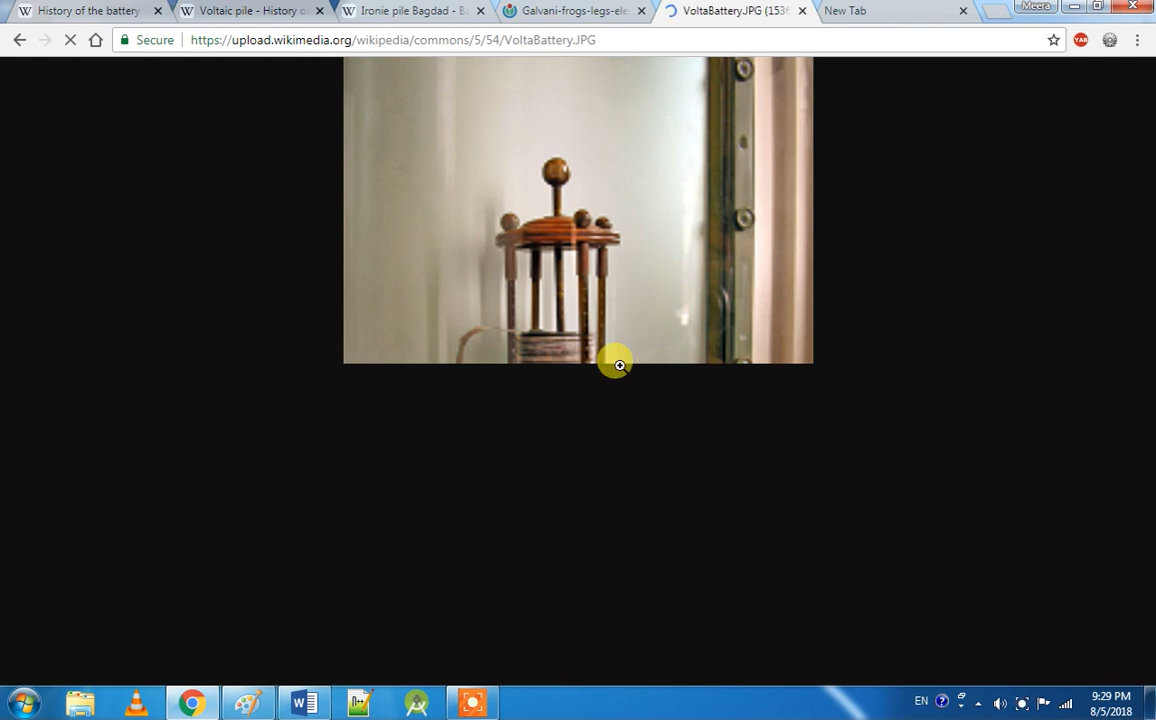 Meera
History of the battery
Voltaic pile - History o
Ironie pile Bagdad - B
Galvani-frogs-legs-ele
VoltaBattery.JPG (153
New Tab
Secure
https://upload.wikimedia.org/wikipedia/commons/5/54/VoltaBattery.JPG
YAB
EN
9:29 PM
8/5/2018